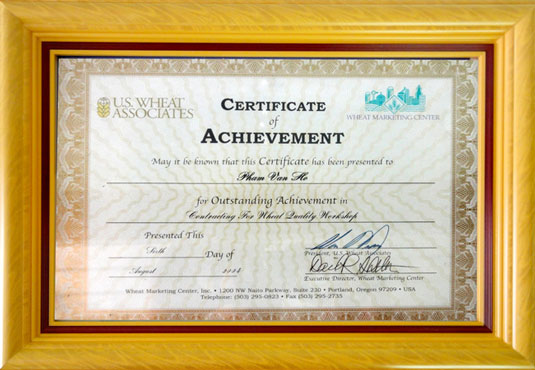 U.S. WHEAT
ASSOCIATES
WHEAT MARKETING CENTER
CERTIFICATE
of
ACHIEVEMENT
May it be known that this Certificate has been presented to
Pham Van Ho
for Outstanding Achievement in
Contracting For Wheat Quality Workshop
Presented This
Sixth Day of
August
President, U.S. Wheat Associates
Executive Director, Wheat Marketing Center
Wheat Marketing Center, Inc. • 1200 NW Naito Parkway, Suite 230 • Portland, Oregon 97209 • USA
Telephone: (503) 295-0823 • Fax (503) 295-2735